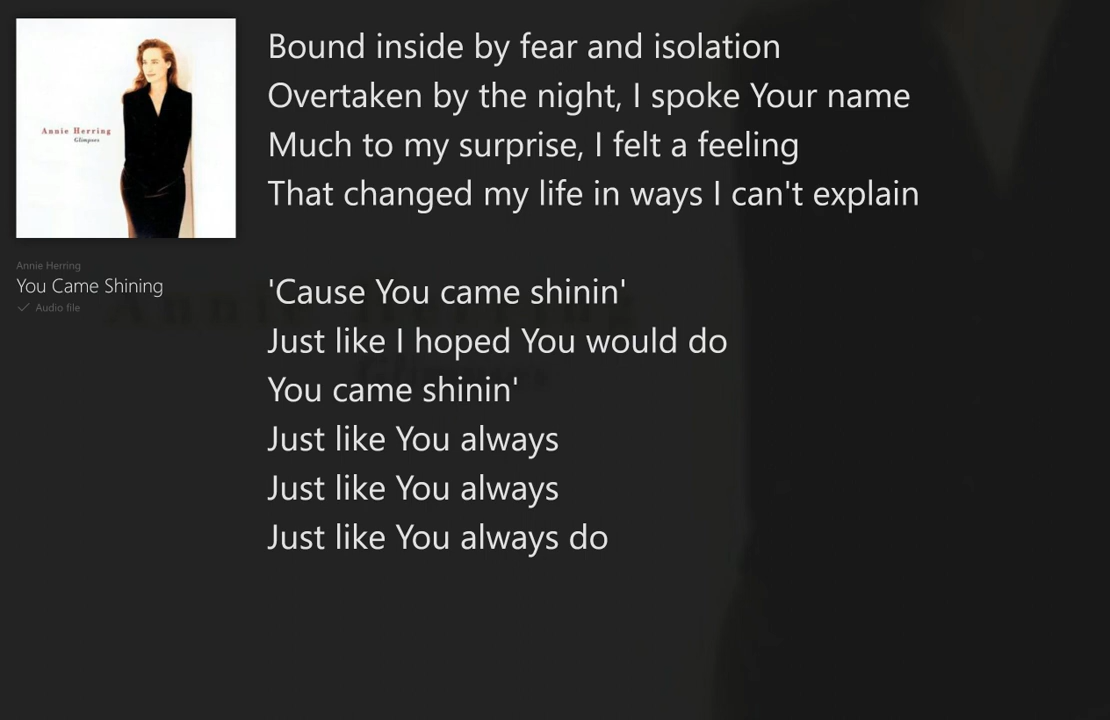 Annie Herring
Glimpses
Annie Herring
You Came Shining
Audio file
Bound inside by fear and isolation
Overtaken by the night, I spoke Your name
Much to my surprise, I felt a feeling
That changed my life in ways I can't explain
'Cause You came shinin'
Just like I hoped You would do
You came shinin'
Just like You always
Just like You always
Just like You always do